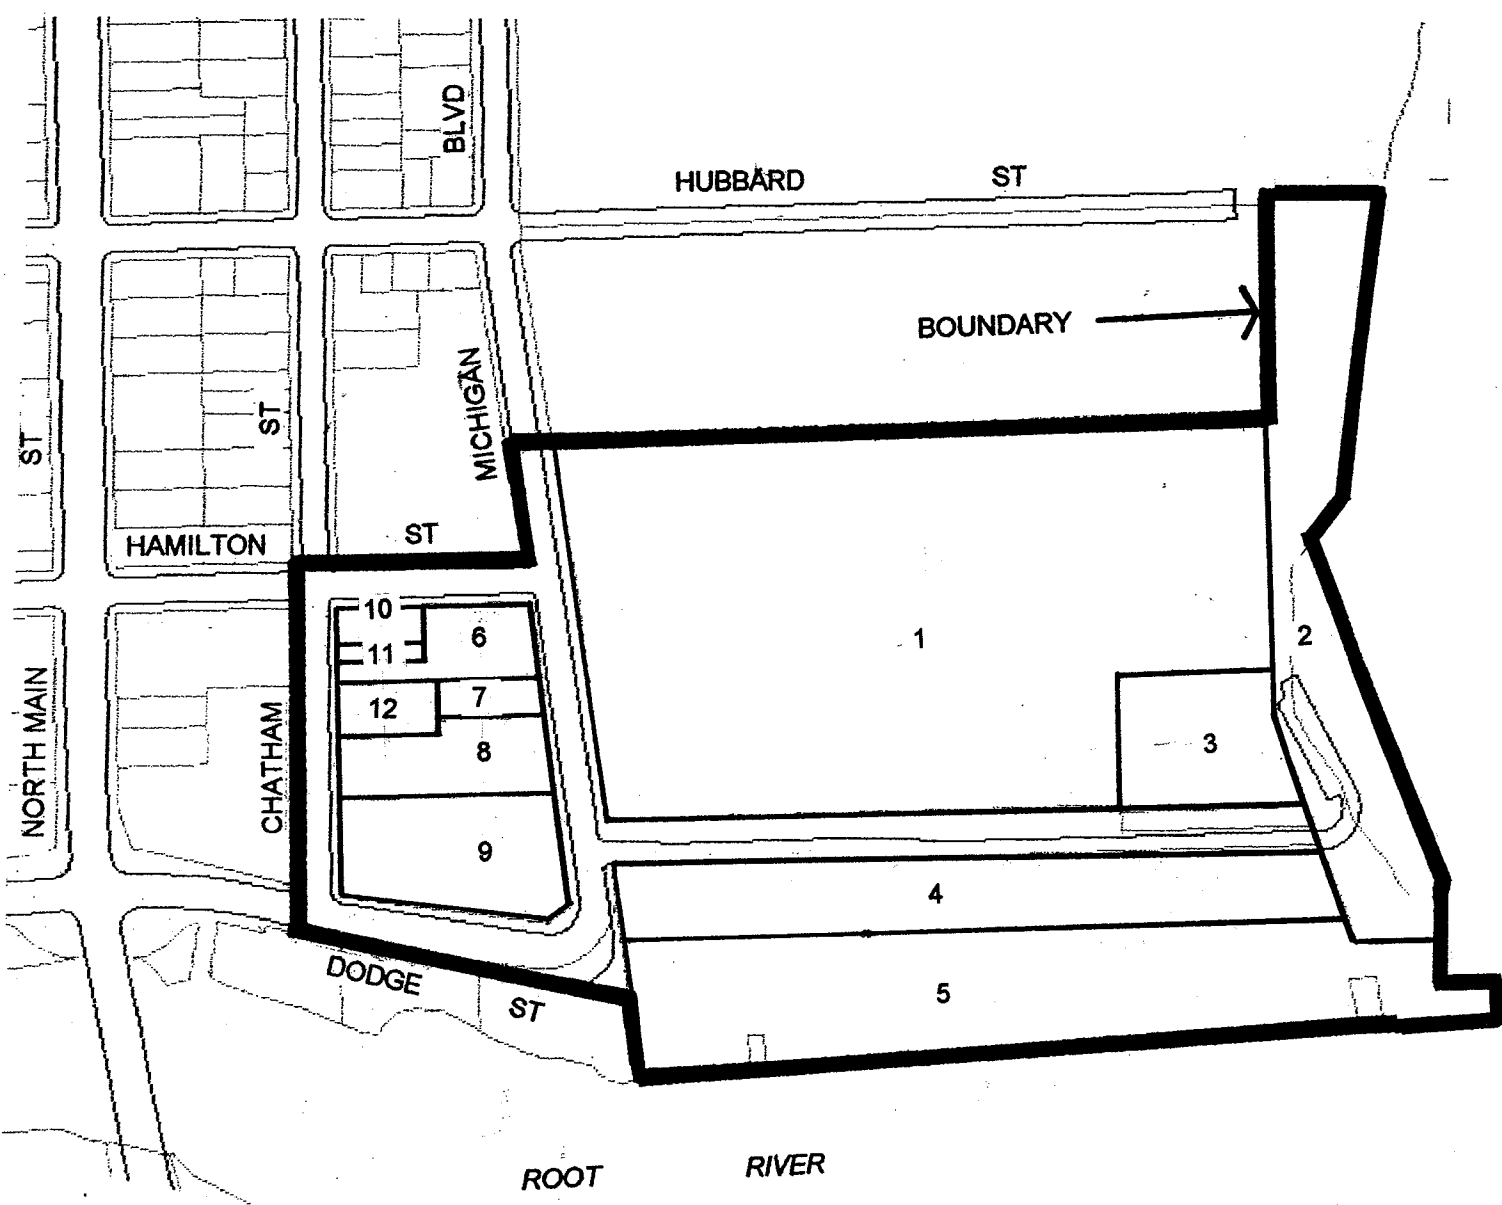 BLVD
HUBBARD ST
BOUNDARY
MICHIGAN
ST
ST
HAMILTON ST
10
6
11
1
2
7
12
3
8
NORTH MAIN
CHATHAM
9
4
DODGE ST
5
ROOT RIVER